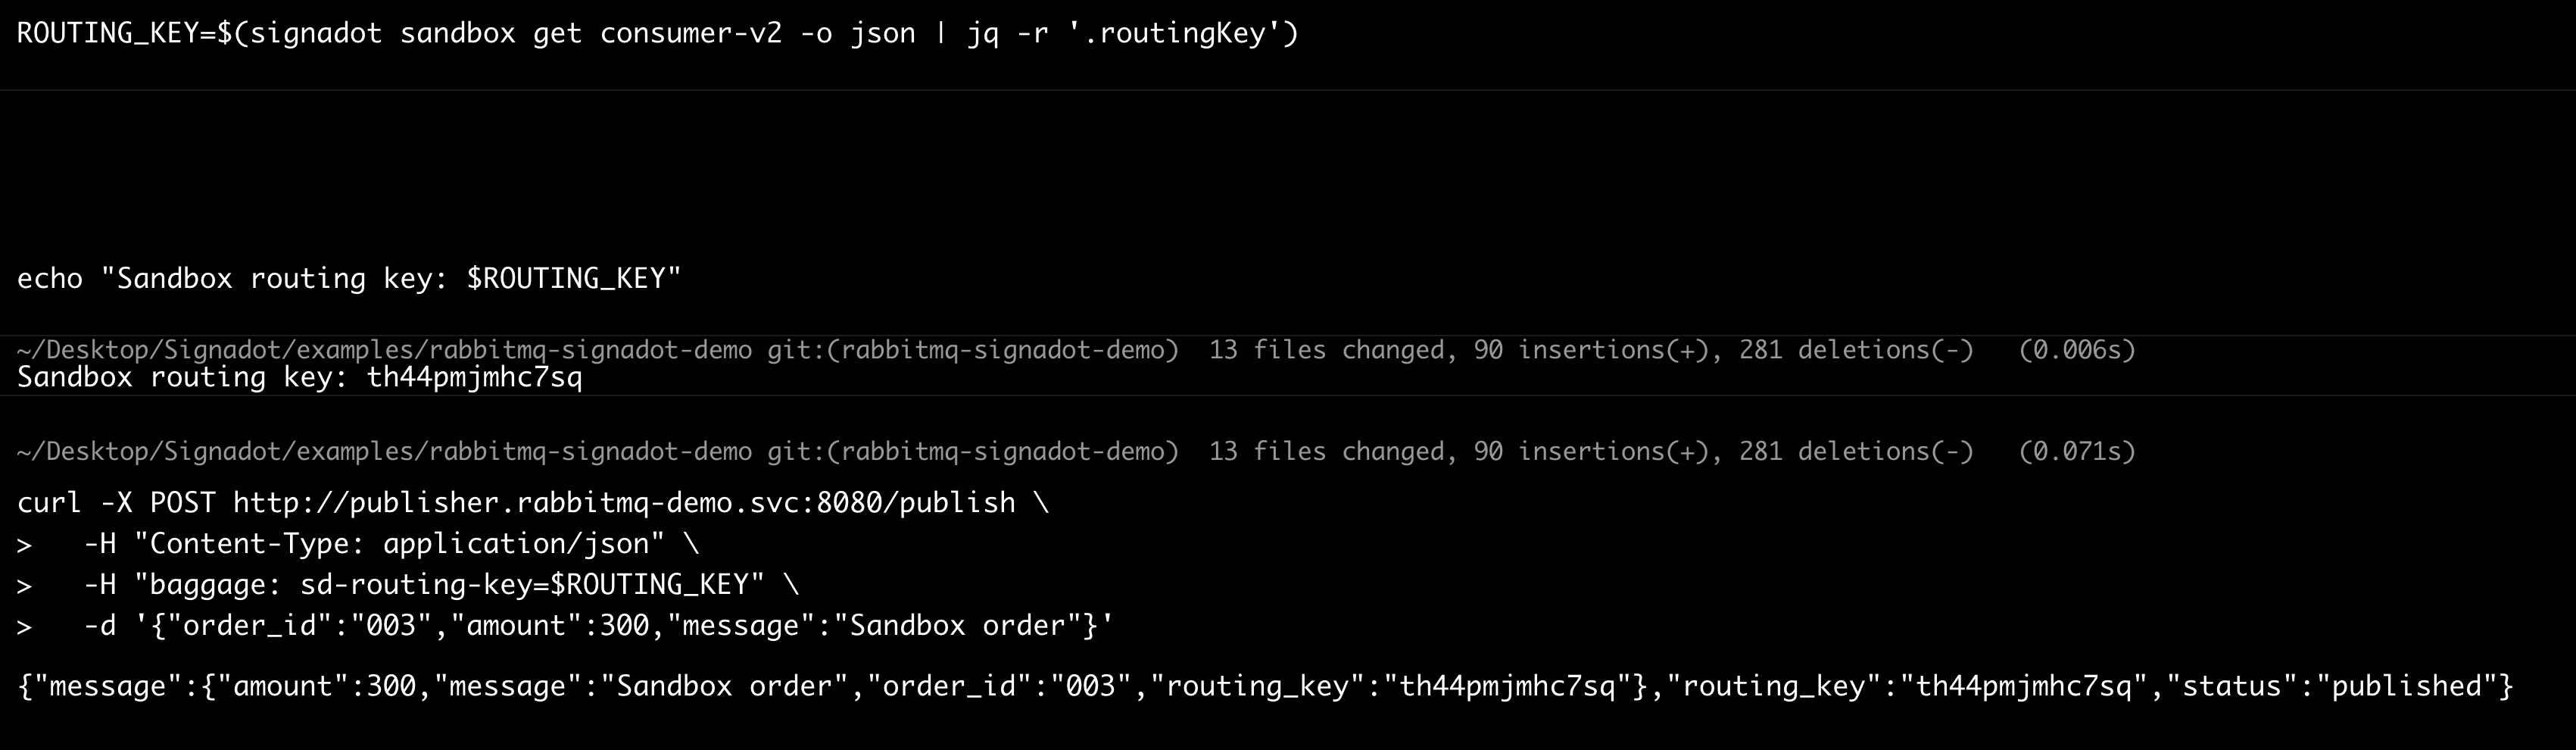 ROUTING_KEY=$(signadot sandbox get consumer-v2 -o json | jq -r '.routingKey')
echo "Sandbox routing key: $ROUTING_KEY"
~/Desktop/Signadot/examples/rabbitmq-signadot-demo git:(rabbitmq-signadot-demo)  13 files changed, 90 insertions(+), 281 deletions(-)   (0.006s)
Sandbox routing key: th44pmjmhc7sq
~/Desktop/Signadot/examples/rabbitmq-signadot-demo git:(rabbitmq-signadot-demo)  13 files changed, 90 insertions(+), 281 deletions(-)   (0.071s)
curl -X POST http://publisher.rabbitmq-demo.svc:8080/publish \
>   -H "Content-Type: application/json" \
>   -H "baggage: sd-routing-key=$ROUTING_KEY" \
>   -d '{"order_id":"003","amount":300,"message":"Sandbox order"}'
{"message":{"amount":300,"message":"Sandbox order","order_id":"003","routing_key":"th44pmjmhc7sq"},"routing_key":"th44pmjmhc7sq","status":"published"}